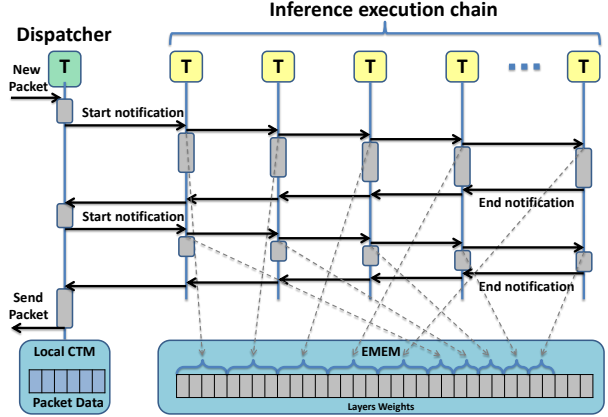 Inference execution chain
Dispatcher
T
T
T
T
T
T
New
Packet
Start notification
End notification
Start notification
End notification
Send
Packet
Local CTM
Packet Data
EMEM
Layers Weights